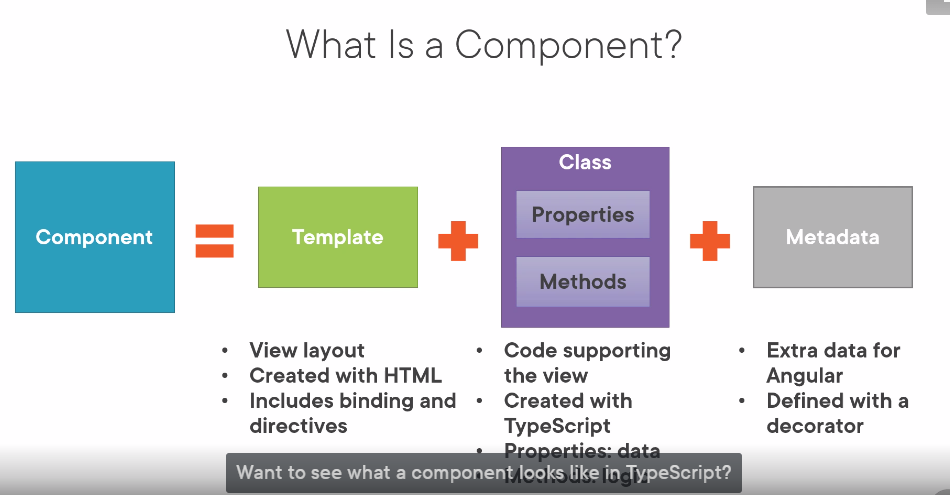 What Is a Component?
Component
Template
Class
Properties
Methods
Metadata
• View layout
• Created with HTML
• Includes binding and
directives
• Code supporting
the view
• Created with
TypeScript
• Properties: data
• Methods: logic
• Extra data for
Angular
• Defined with a
decorator
Want to see what a component looks like in TypeScript?